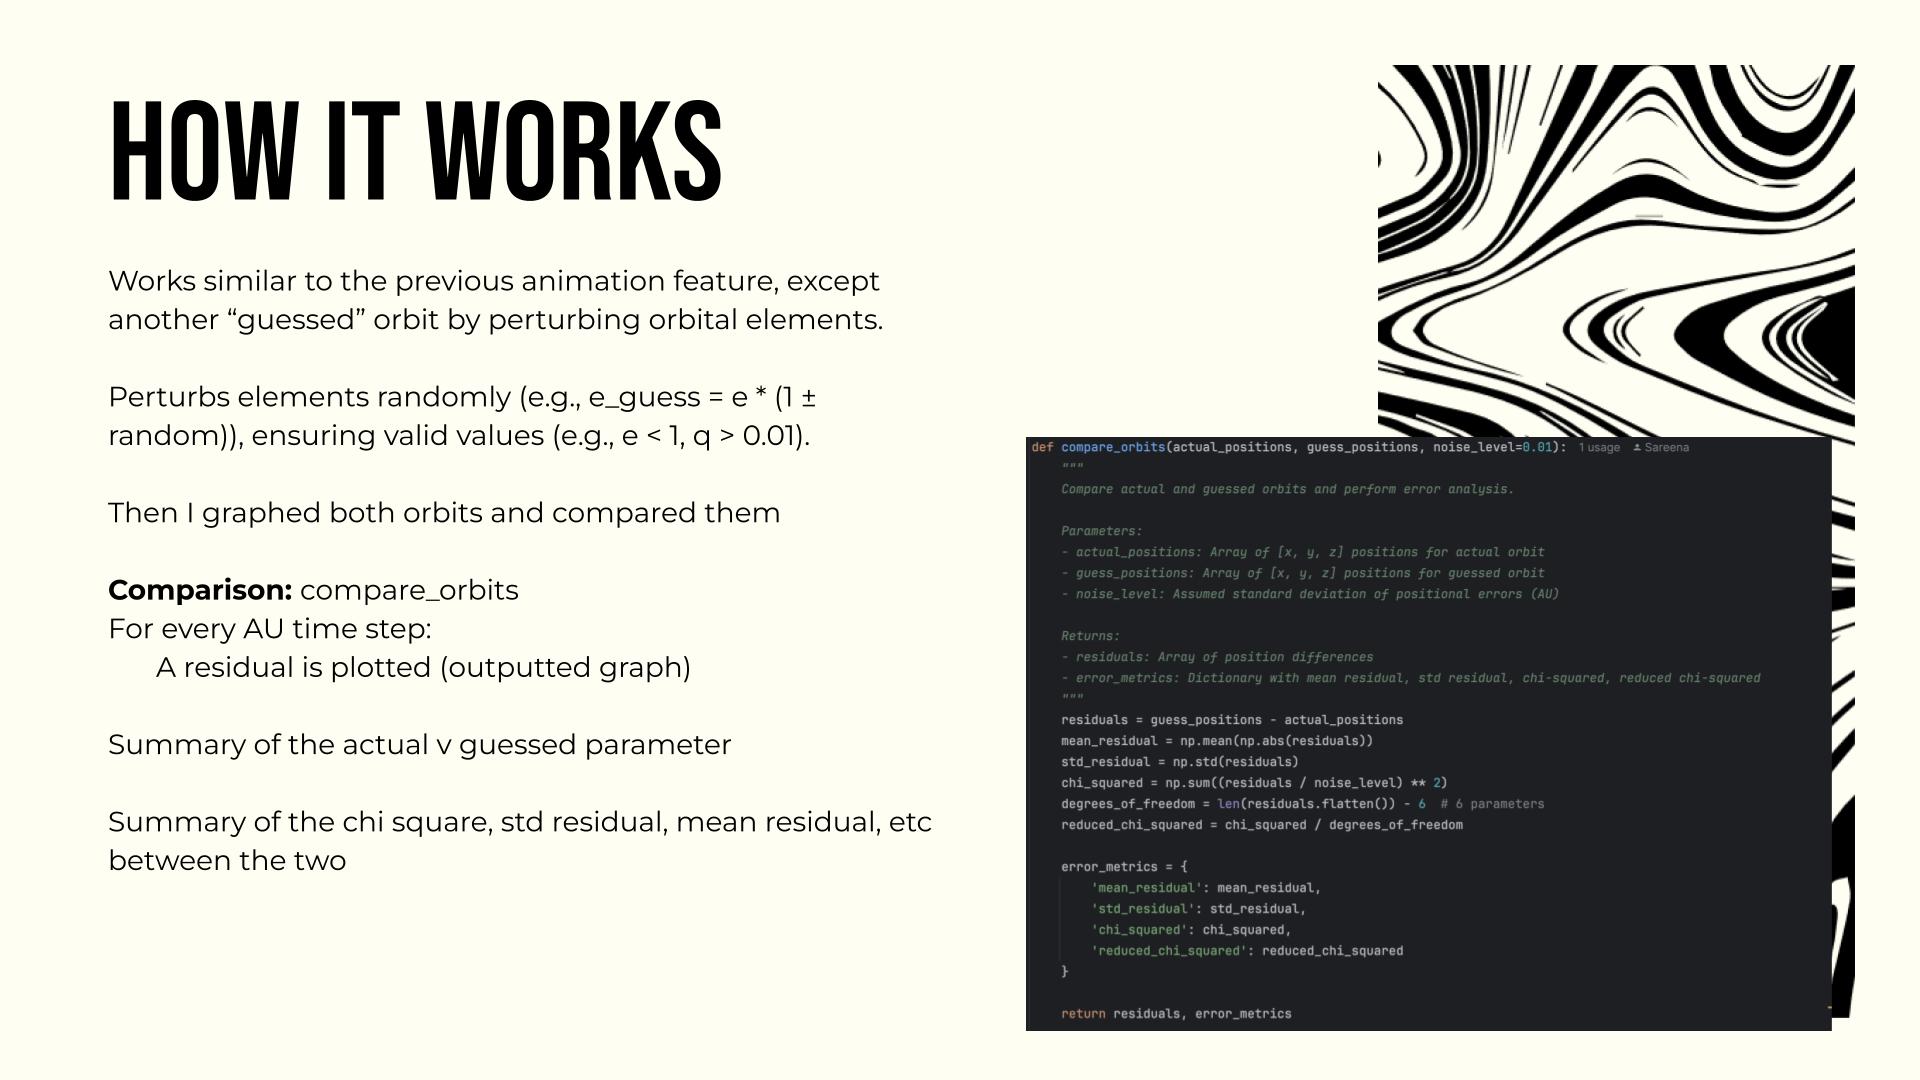 HOW IT WORKS
Works similar to the previous animation feature, except
another “guessed” orbit by perturbing orbital elements.
Perturbs elements randomly (e.g., e_guess = e * (1 ±
random)), ensuring valid values (e.g., e < 1, q > 0.01).
Then I graphed both orbits and compared them
Comparison: compare_orbits
For every AU time step:
A residual is plotted (outputted graph)
Summary of the actual v guessed parameter
Summary of the chi square, std residual, mean residual, etc
between the two
def compare_orbits(actual_positions, guess_positions, noise_level=0.01): 1 usage Sareena
"""
Compare actual and guessed orbits and perform error analysis.
Parameters:
- actual_positions: Array of [x, y, z] positions for actual orbit
- guess_positions: Array of [x, y, z] positions for guessed orbit
- noise_level: Assumed standard deviation of positional errors (AU)
Returns:
- residuals: Array of position differences
- error_metrics: Dictionary with mean residual, std residual, chi-squared, reduced chi-squared
"""
residuals = guess_positions - actual_positions
mean_residual = np.mean(np.abs(residuals))
std_residual = np.std(residuals)
chi_squared = np.sum((residuals / noise_level) ** 2)
degrees_of_freedom = len(residuals.flatten()) - 6  # 6 parameters
reduced_chi_squared = chi_squared / degrees_of_freedom
error_metrics = {
'mean_residual': mean_residual,
'std_residual': std_residual,
'chi_squared': chi_squared,
'reduced_chi_squared': reduced_chi_squared
}
return residuals, error_metrics